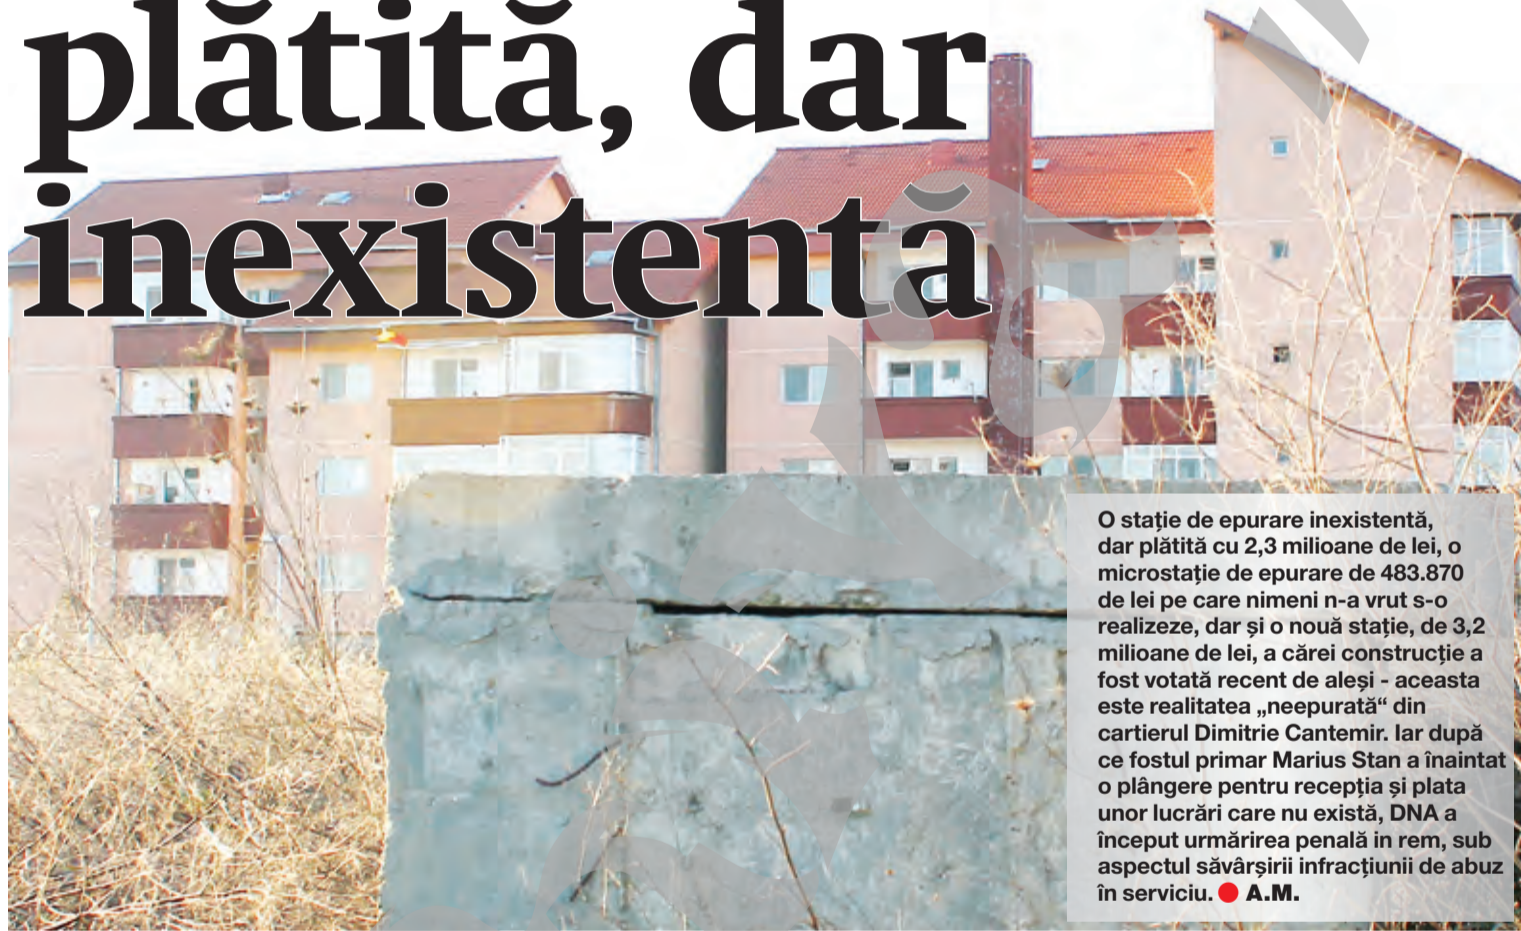 plătită, dar
inexistentă
O stație de epurare inexistentă,
dar plătită cu 2,3 milioane de lei, o
microstație de epurare de 483.870
de lei pe care nimeni n-a vrut s-o
realizeze, dar și o nouă stație, de 3,2
milioane de lei, a cărei construcție a
fost votată recent de aleși - aceasta
este realitatea „neepurată“ din
cartierul Dimitrie Cantemir. Iar după
ce fostul primar Marius Stan a înaintat
o plângere pentru recepția și plata
unor lucrări care nu există, DNA a
început urmărirea penală in rem, sub
aspectul săvârșirii infracțiunii de abuz
în serviciu. ● A.M.